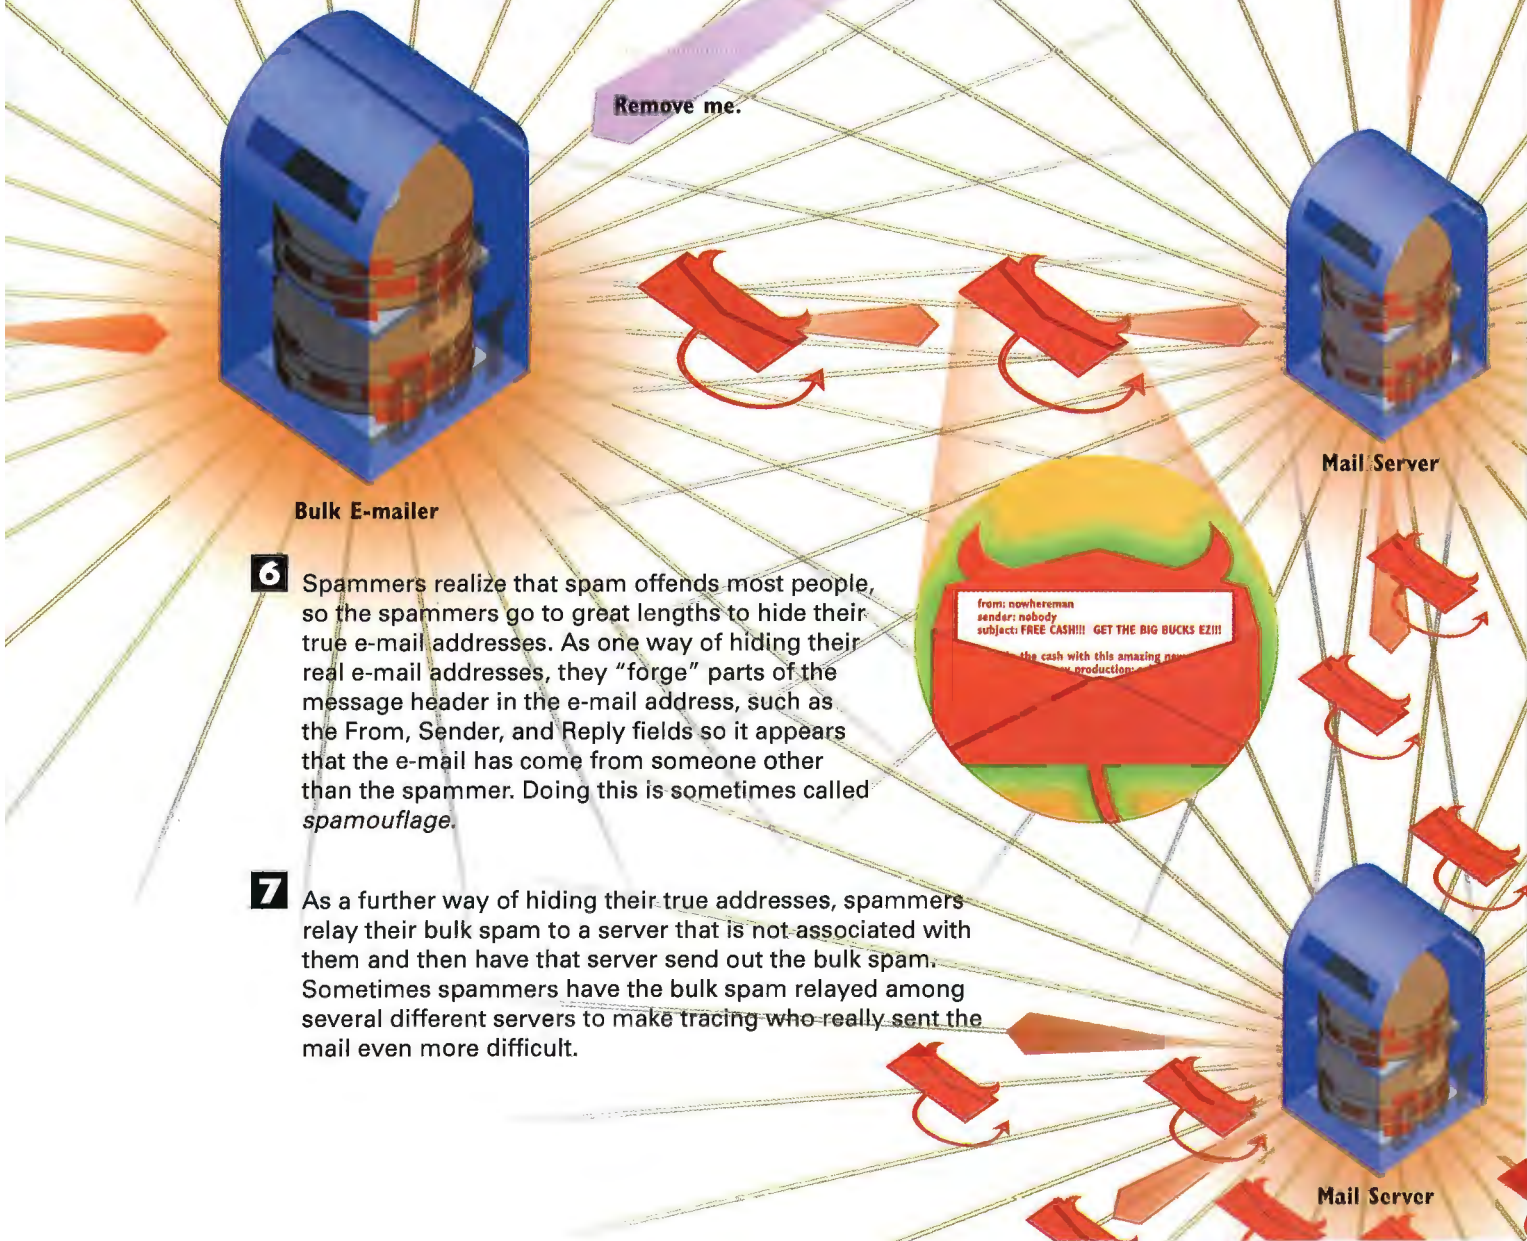 Remove me.
Mail Server
Bulk E-mailer
6 Spammers realize that spam offends most people,
so the spammers go to great lengths to hide their
true e-mail addresses. As one way of hiding their
real e-mail addresses, they “forge” parts of the
message header in the e-mail address, such as
the From, Sender, and Reply fields so it appears
that the e-mail has come from someone other
than the spammer. Doing this is sometimes called
spamouflage.
from: nowhereman
sender: nobody
subject: FREE CASH!!! GET THE BIG BUCKS EZ!!!
the cash with this amazing
production:
7 As a further way of hiding their true addresses, spammers
relay their bulk spam to a server that is not associated with
them and then have that server send out the bulk spam.
Sometimes spammers have the bulk spam relayed among
several different servers to make tracing who really sent the
mail even more difficult.
Mail Server